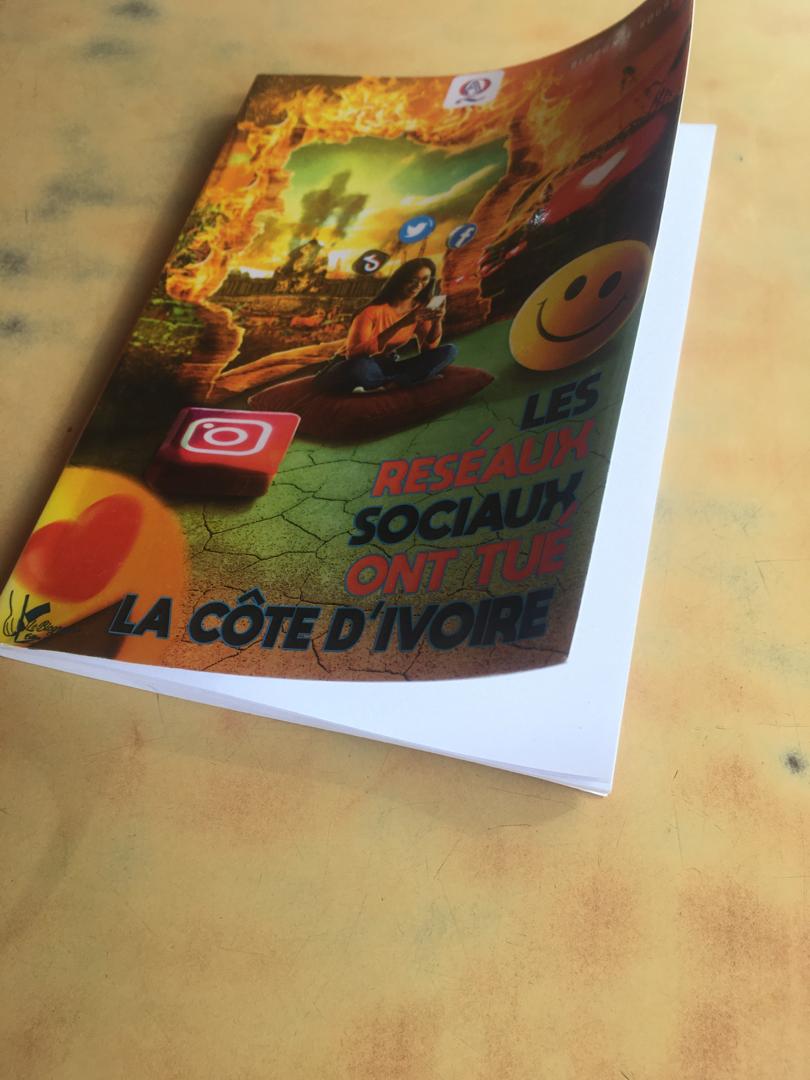 LES
RESÉAUX
SOCIAUX
ONT TUÉ
LA CÔTE D'IVOIRE